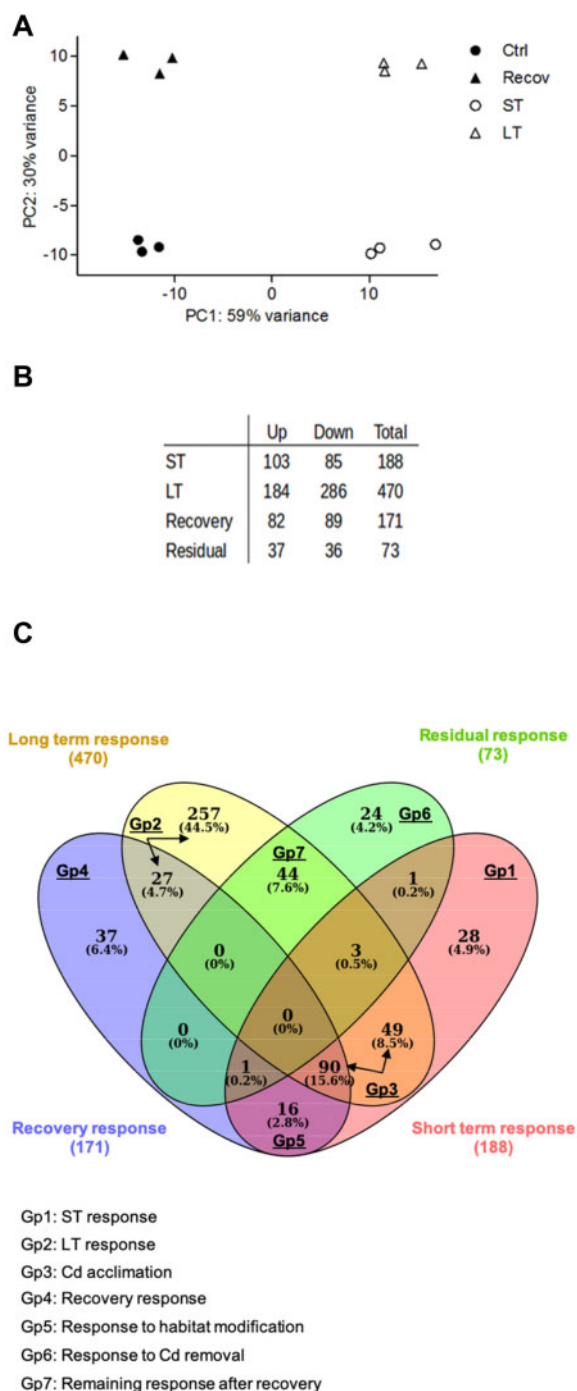 A
Ctrl
Recov
ST
LT
10
5
0
-5
-10
PC2: 30% variance
-10 0 10
PC1: 59% variance
B
Up Down Total
ST 103 85 188
LT 184 286 470
Recovery 82 89 171
Residual 37 36 73
C
Long term response
(470)
Residual response
(73)
Gp2
257
(44.5%)
24
(4.2%)
Gp6
Gp4
27
(4.7%)
Gp7
44
(7.6%)
1
(0.2%)
Gp1
37
(6.4%)
0
(0%)
3
(0.5%)
28
(4.9%)
0
(0%)
0
(0%)
49
(8.5%)
1
(0.2%)
90
(15.6%)
Gp3
16
(2.8%)
Gp5
Recovery response
(171)
Short term response
(188)
Gp1: ST response
Gp2: LT response
Gp3: Cd acclimation
Gp4: Recovery response
Gp5: Response to habitat modification
Gp6: Response to Cd removal
Gp7: Remaining response after recovery